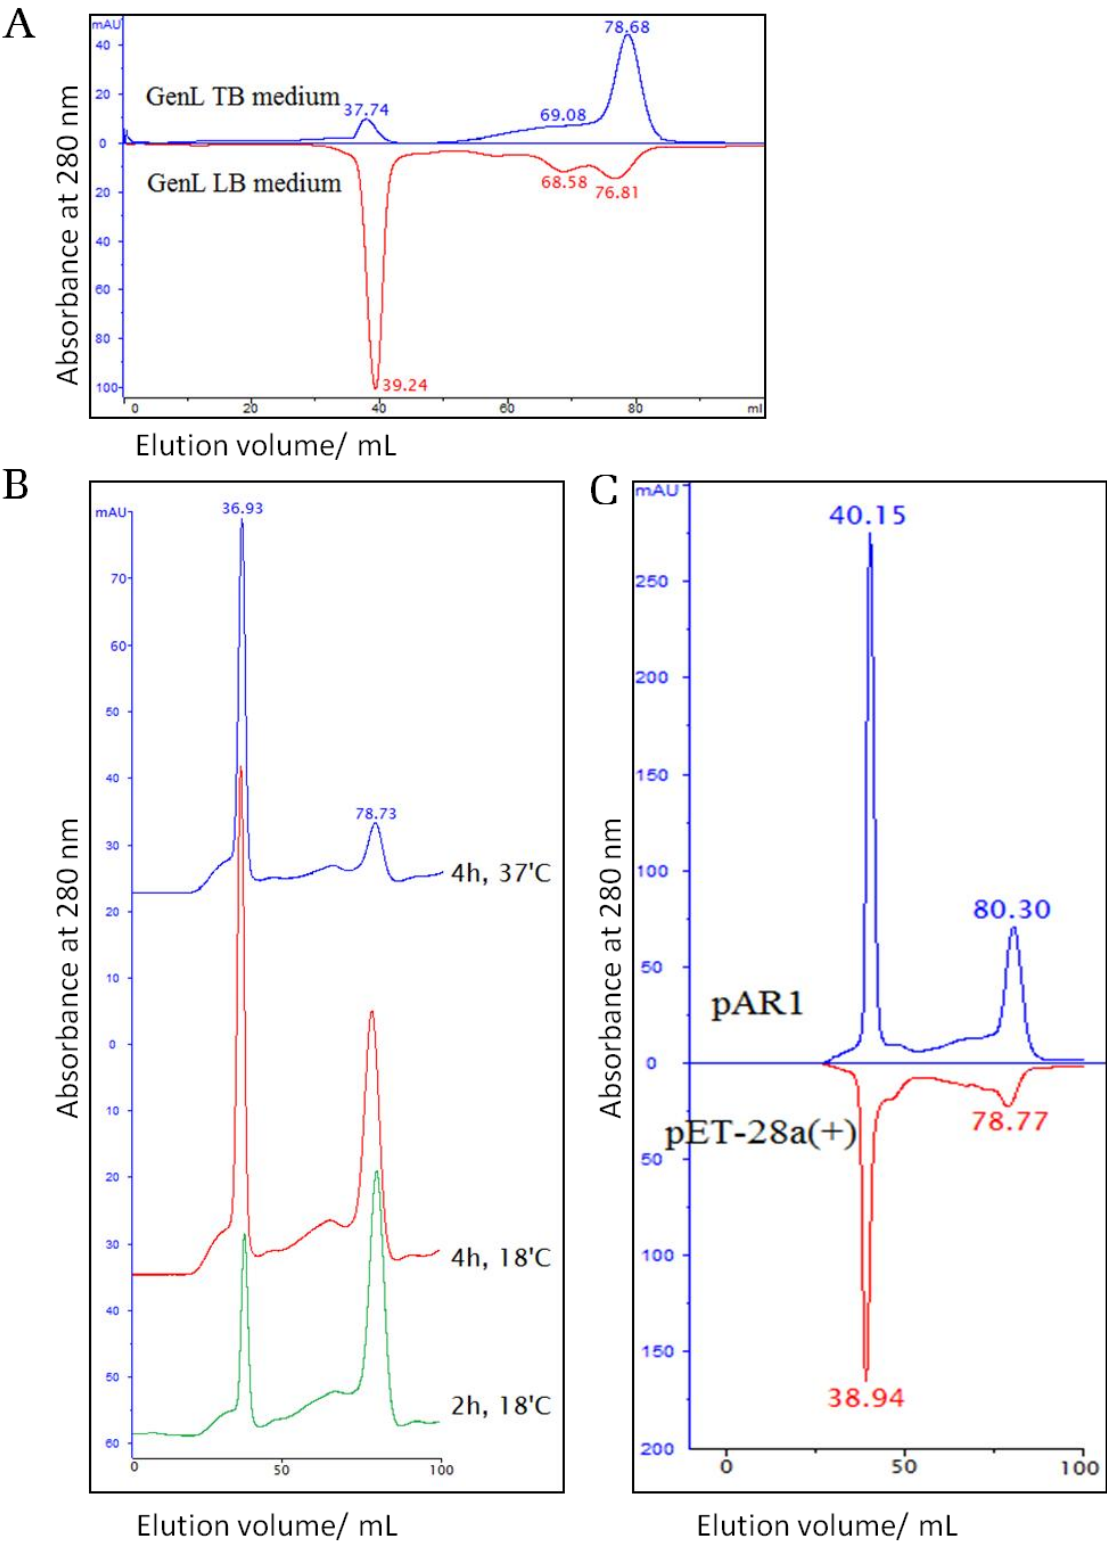 A
mAU
40
20
0
20
40
60
80
100
GenL TB medium
37.74
69.08
78.68
GenL LB medium
68.58
76.81
39.24
0 20 40 60 80 ml
Absorbance at 280 nm
Elution volume/ mL
B
mAU
70
60
50
40
30
20
10
0
10
20
30
40
50
60
36.93
78.73
4h, 37'C
4h, 18'C
2h, 18'C
0 50 100
Absorbance at 280 nm
Elution volume/ mL
C
mAU
250
200
150
100
50
0
50
100
150
200
40.15
80.30
pAR1
pET-28a(+)
78.77
38.94
0 50 100
Absorbance at 280 nm
Elution volume/ mL